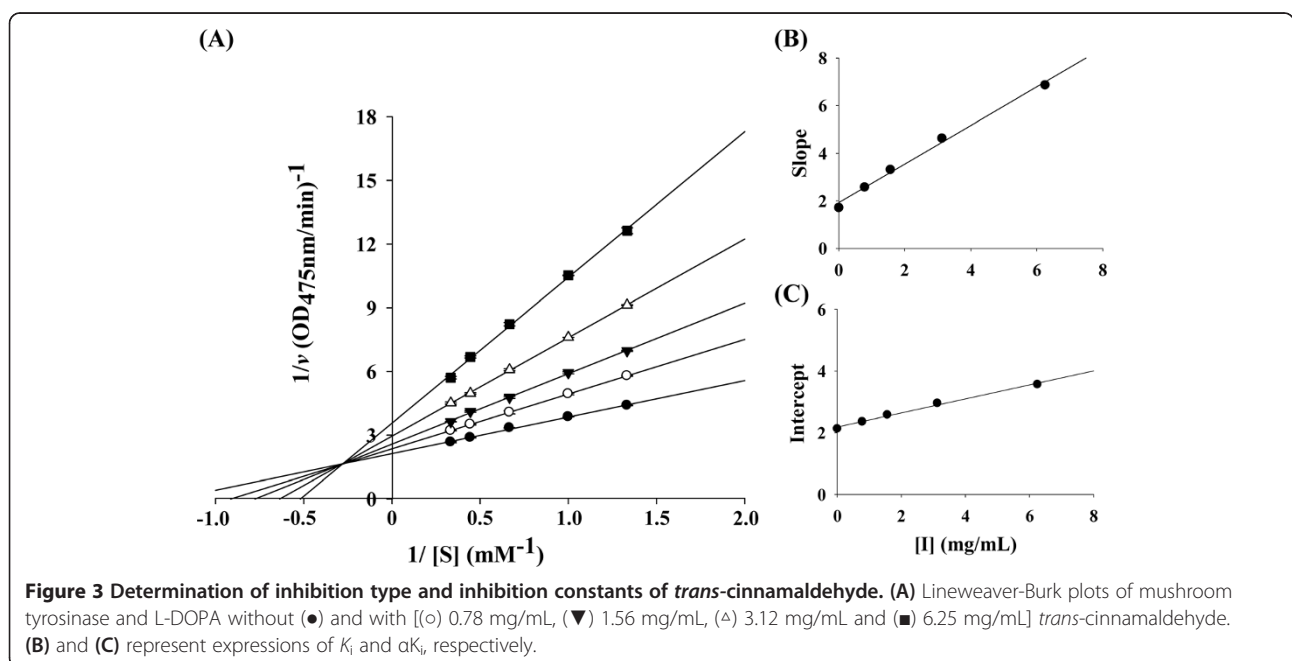 (A)
18
15
12
9
6
3
0
1/v (OD475nm/min)-1
-1.0 -0.5 0 0.5 1.0 1.5 2.0
1/ [S] (mM-1)
(B)
8
6
4
2
0
Slope
0 2 4 6 8
(C)
6
4
2
0
Intercept
0 2 4 6 8
[I] (mg/mL)
Figure 3 Determination of inhibition type and inhibition constants of trans-cinnamaldehyde. (A) Lineweaver-Burk plots of mushroom
tyrosinase and L-DOPA without (●) and with [(○) 0.78 mg/mL, (▼) 1.56 mg/mL, (△) 3.12 mg/mL and (■) 6.25 mg/mL] trans-cinnamaldehyde.
(B) and (C) represent expressions of Ki and αKi, respectively.